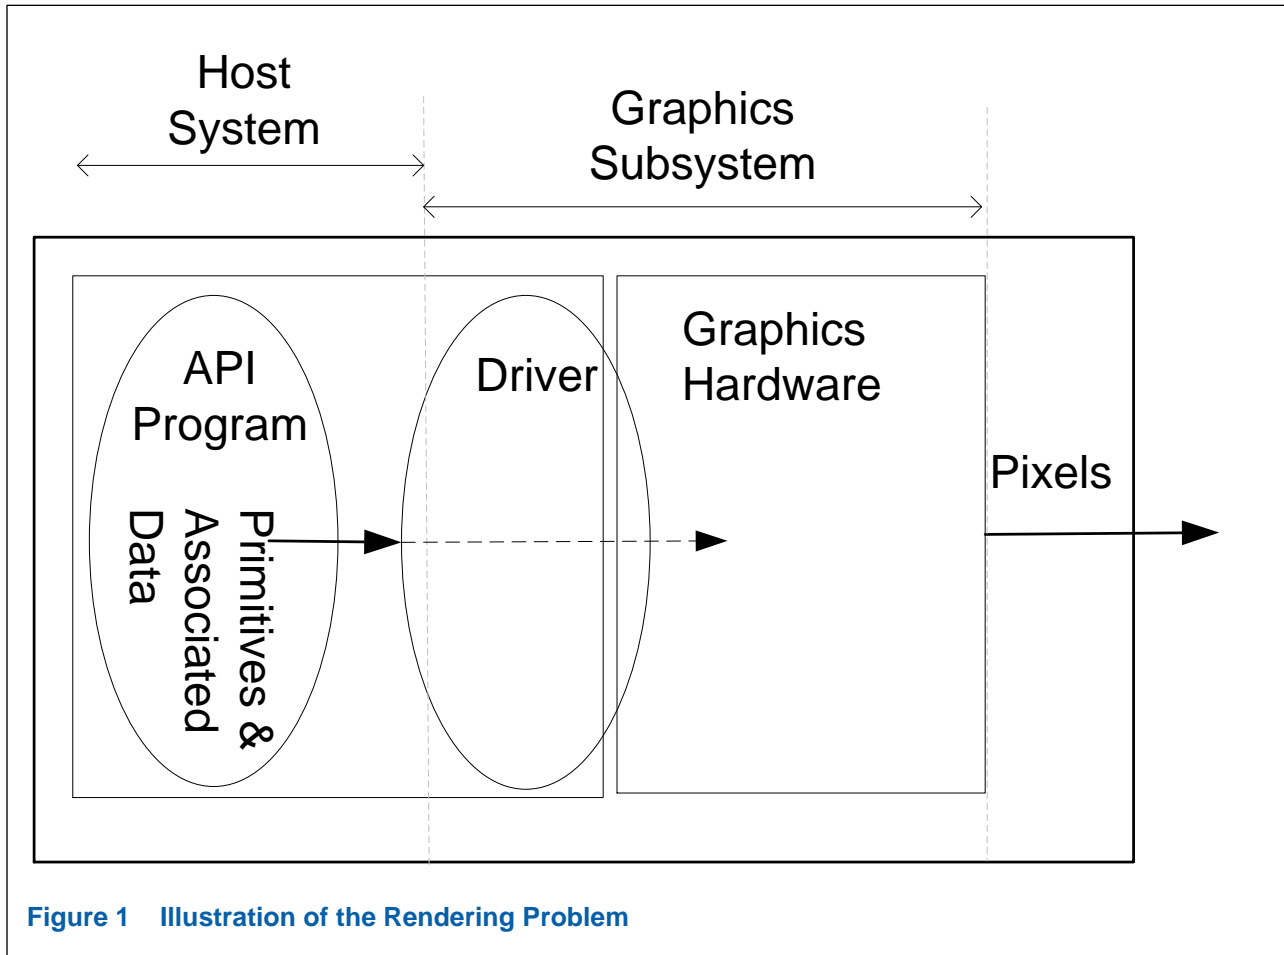 Host
System
Graphics
Subsystem
API
Program
Primitives &
Associated
Data
Driver
Graphics
Hardware
Pixels
Figure 1 Illustration of the Rendering Problem